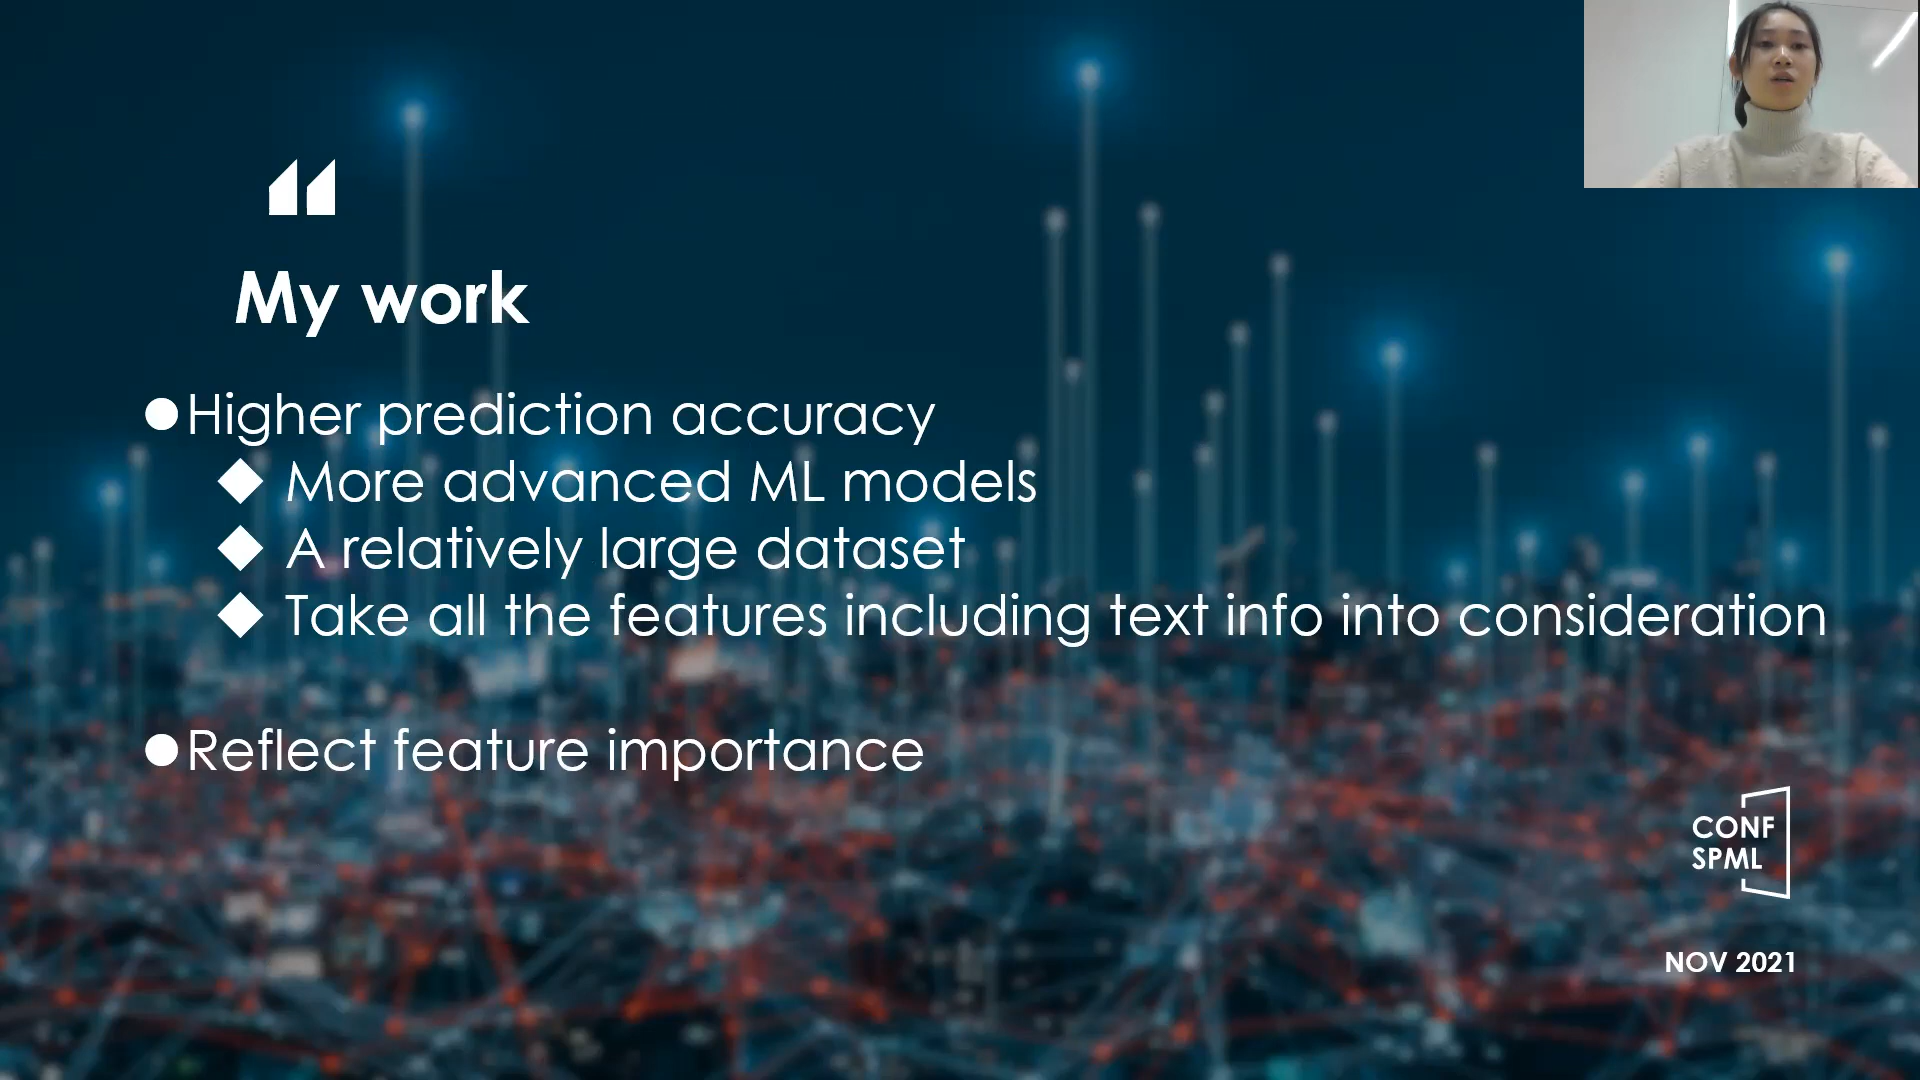 “
My work
●Higher prediction accuracy
◆ More advanced ML models
◆ A relatively large dataset
◆ Take all the features including text info into consideration
●Reflect feature importance
CONF
SPML
NOV 2021